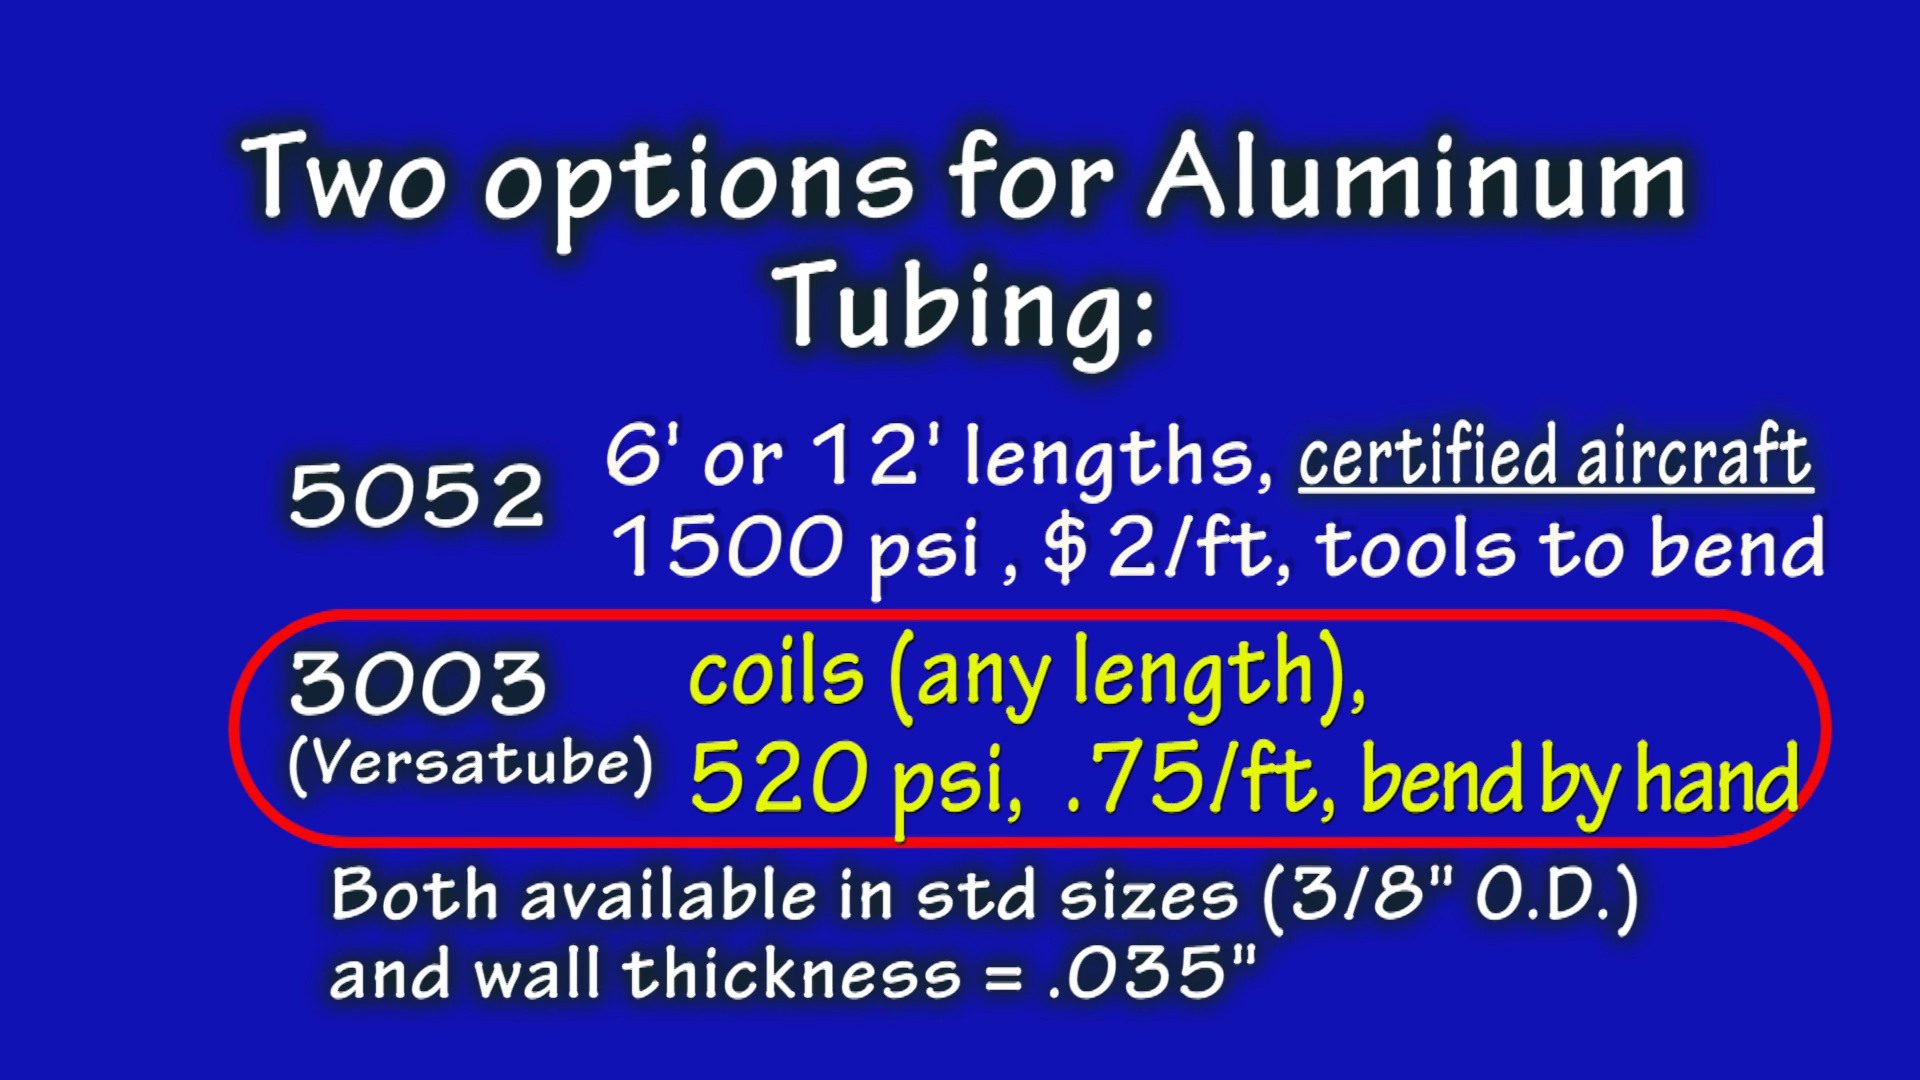 Two options for Aluminum
Tubing:
5052 6' or 12' lengths, certified aircraft
1500 psi , $2/ft, tools to bend
3003 coils (any length),
(Versatube) 520 psi, .75/ft, bend by hand
Both available in std sizes (3/8" O.D.)
and wall thickness = .035"